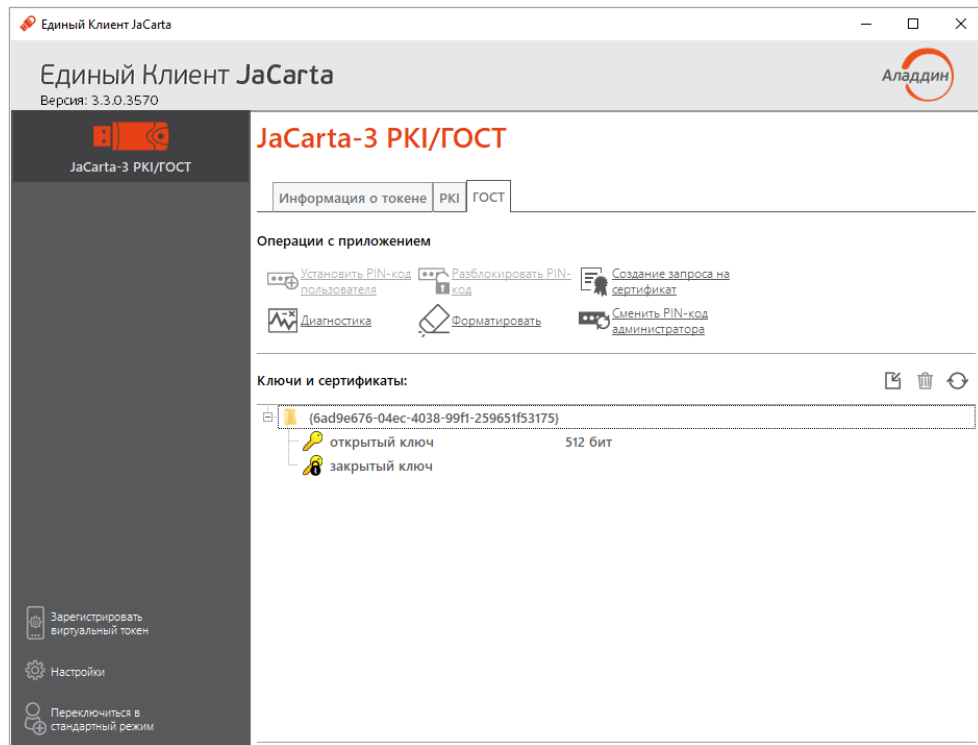 Единый Клиент JaCarta
Единый Клиент JaCarta
Версия: 3.3.0.3570
Аладдин
JaCarta-3 PKI/ГОСТ
JaCarta-3 PKI/ГОСТ
Информация о токене PKI ГОСТ
Операции с приложением
Установить PIN-код
пользователя
Разблокировать PIN-
код
Создание запроса на
сертификат
Диагностика
Форматировать
Сменить PIN-код
администратора
Ключи и сертификаты:
{6ad9e676-04ec-4038-99f1-259651f53175}
открытый ключ 512 бит
закрытый ключ
Зарегистрировать
виртуальный токен
Настройки
Переключиться в
стандартный режим